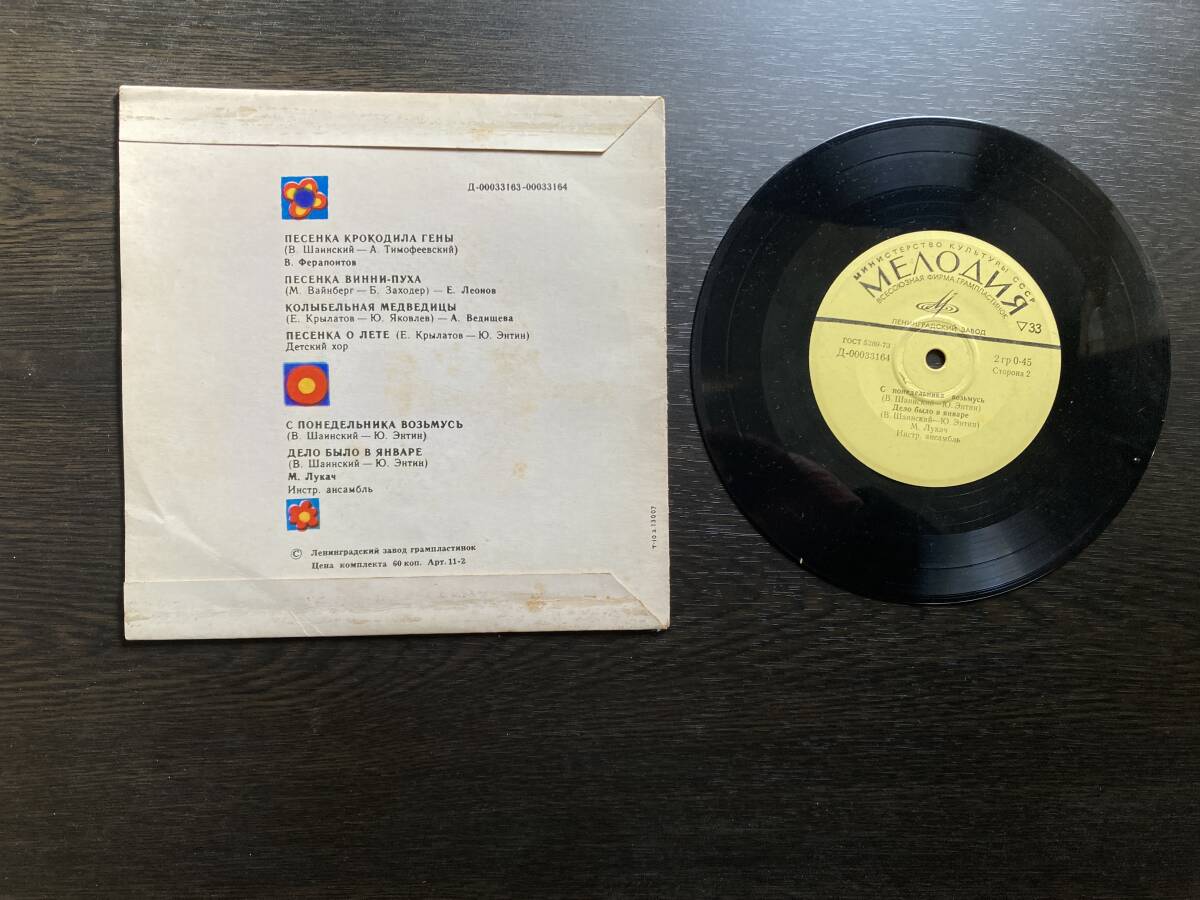 Д-00033163-00033164
ПЕСЕНКА КРОКОДИЛА ГЕНЫ
(В. Шаинский — А. Тимофеевский)
В. Ферапонтов
ПЕСЕНКА ВИННИ-ПУХА
(М. Вайнберг — Б. Заходер) — Е. Леонов
КОЛЫБЕЛЬНАЯ МЕДВЕДИЦЫ
(Е. Крылатов — Ю. Яковлев) — А. Ведищева
ПЕСЕНКА О ЛЕТЕ (Е. Крылатов — Ю. Энтин)
Детский хор
С ПОНЕДЕЛЬНИКА ВОЗЬМУСЬ
(В. Шаинский — Ю. Энтин)
ДЕЛО БЫЛО В ЯНВАРЕ
(В. Шаинский — Ю. Энтин)
М. Лукач
Инстр. ансамбль
© Ленинградский завод грампластинок
Цена комплекта 60 коп. Арт. 11-2
Т-10 з. 13007
МИНИСТЕРСТВО КУЛЬТУРЫ СССР
МЕЛОДИЯ
ВСЕСОЮЗНАЯ ФИРМА ГРАМПЛАСТИНОК
ЛЕНИНГРАДСКИЙ ЗАВОД
▽33
ГОСТ 5289-73
Д-00033164
2 гр 0-45
Сторона 2
С понедельника возьмусь
(В. Шаинский—Ю. Энтин)
Дело было в январе
(В. Шаинский—Ю. Энтин)
М. Лукач
Инстр. ансамбль